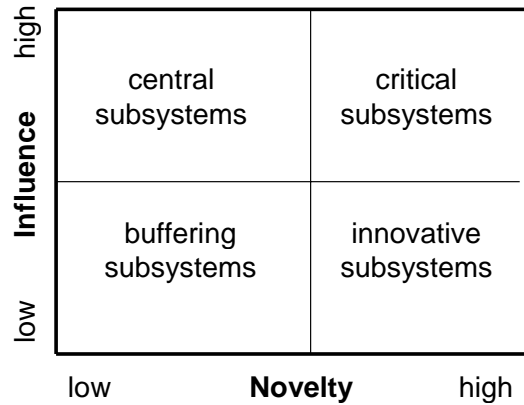 high
central
subsystems
critical
subsystems
Influence
buffering
subsystems
innovative
subsystems
low
low
Novelty
high